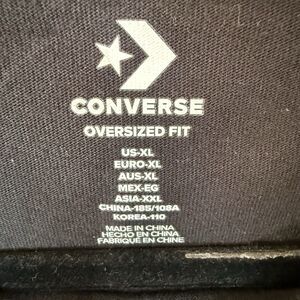 CONVERSE
OVERSIZED FIT
US-XL
EURO-XL
AUS-XL
MEX-EG
ASIA-XXL
CHINA-185/108A
KOREA-110
MADE IN CHINA
HECHO EN CHINA
FABRIQUÉ EN CHINE